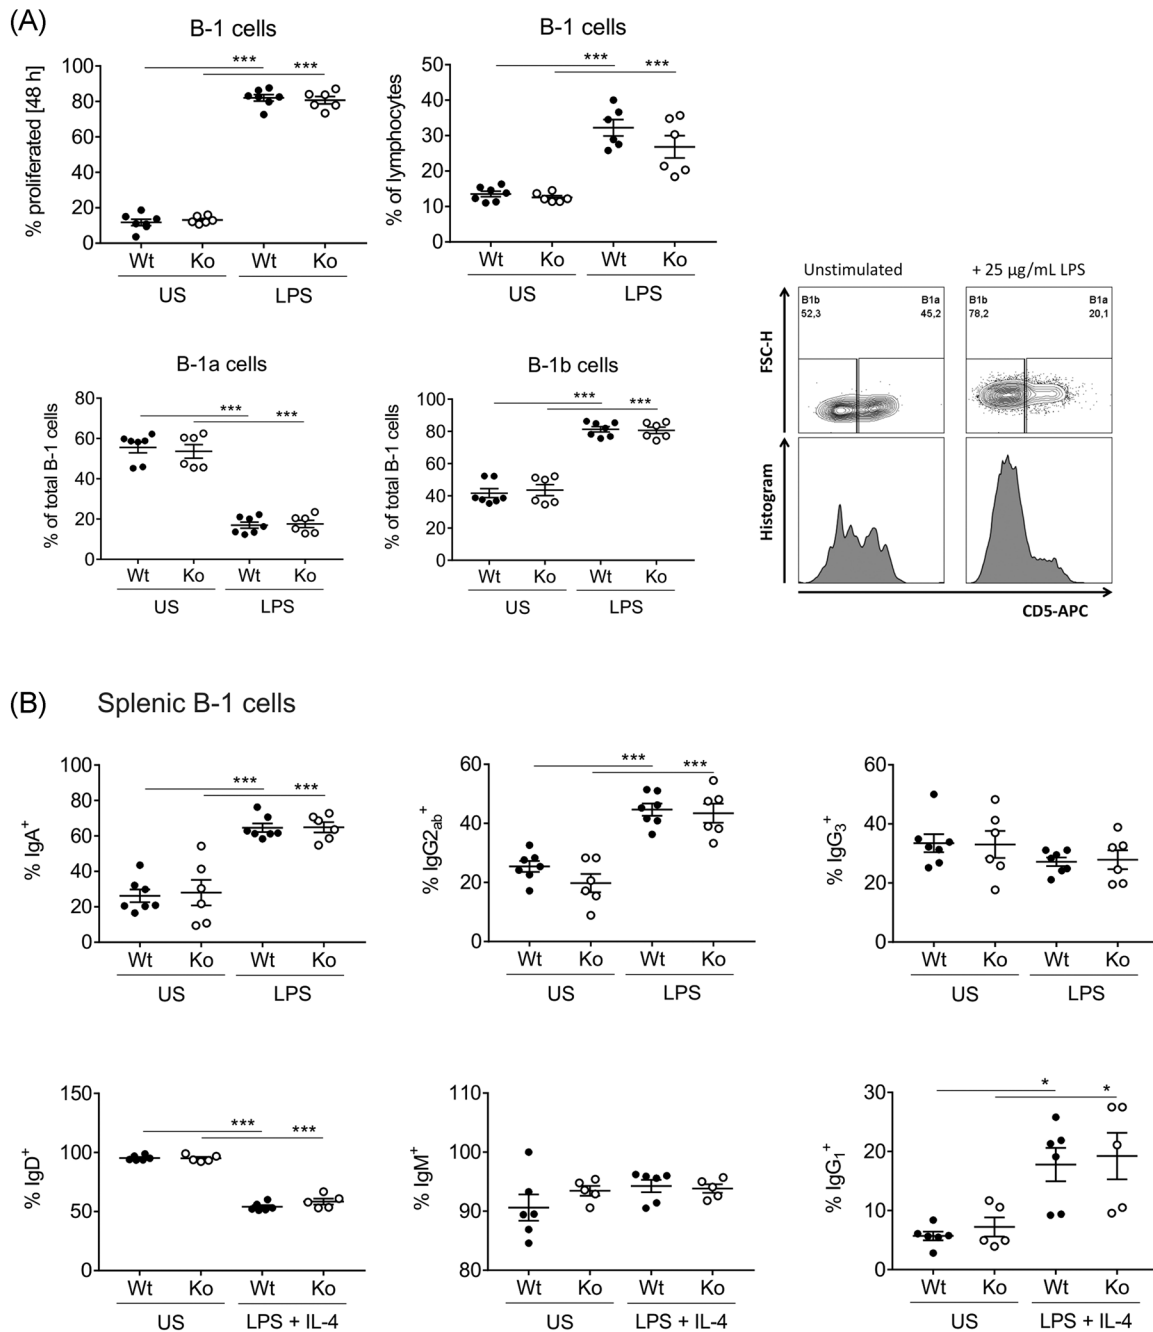 (A)
B-1 cells
% proliferated [48 h]
100
80
60
40
20
0
***
***
Wt Ko Wt Ko
US LPS
B-1 cells
% of lymphocytes
50
40
30
20
10
0
***
***
Wt Ko Wt Ko
US LPS
B-1a cells
% of total B-1 cells
80
60
40
20
0
***
***
Wt Ko Wt Ko
US LPS
B-1b cells
% of total B-1 cells
100
80
60
40
20
0
***
***
Wt Ko Wt Ko
US LPS
Unstimulated
+ 25 µg/mL LPS
FSC-H
B1b
52,3
B1a
45,2
B1b
78,2
B1a
20,1
Histogram
CD5-APC
(B)
Splenic B-1 cells
% IgA+
100
80
60
40
20
0
***
***
Wt Ko Wt Ko
US LPS
% IgG2ab+
60
40
20
0
***
***
Wt Ko Wt Ko
US LPS
% IgG3+
60
40
20
0
Wt Ko Wt Ko
US LPS
% IgD+
150
100
50
0
***
***
Wt Ko Wt Ko
US LPS + IL-4
% IgM+
110
100
90
80
Wt Ko Wt Ko
US LPS + IL-4
% IgG1+
30
20
10
0
*
*
Wt Ko Wt Ko
US LPS + IL-4